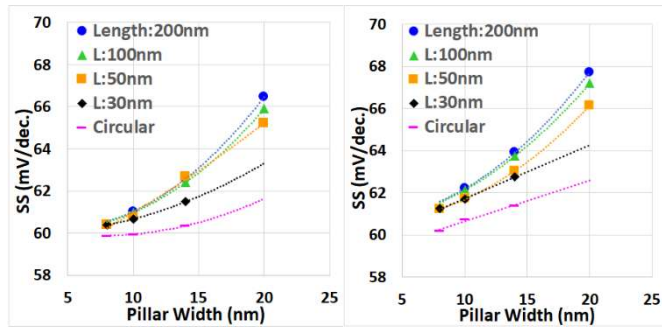 70
68
66
64
62
60
58
SS (mV/dec.)
Length:200nm
L:100nm
L:50nm
L:30nm
Circular
5 10 15 20 25
Pillar Width (nm)
70
68
66
64
62
60
58
SS (mV/dec.)
Length:200nm
L:100nm
L:50nm
L:30nm
Circular
5 10 15 20 25
Pillar Width (nm)